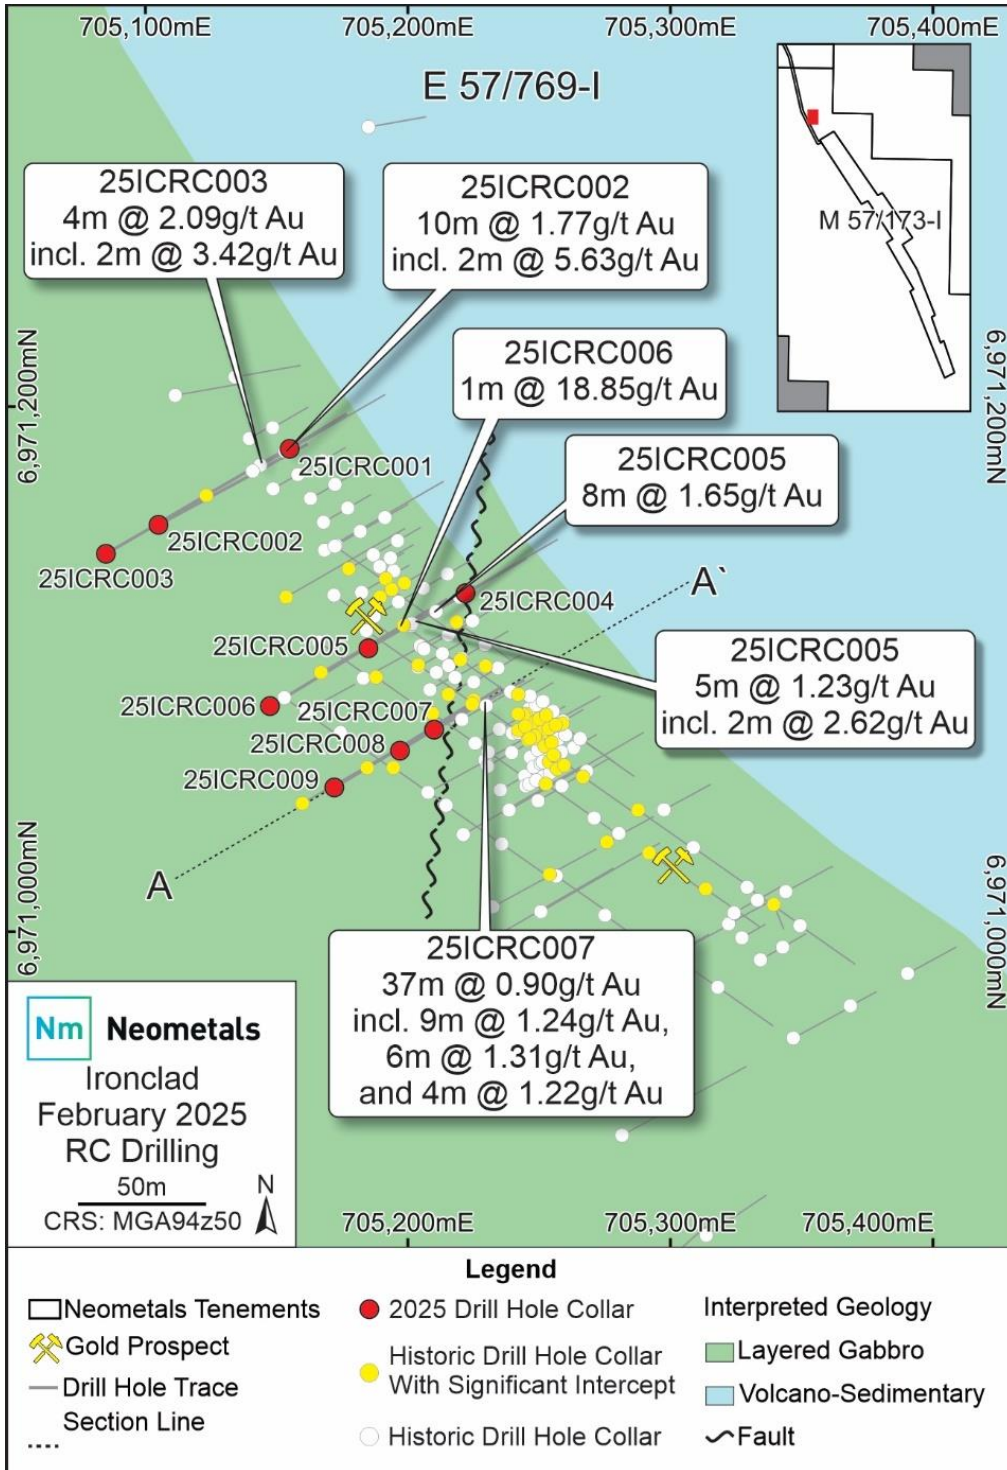 705,100mE
705,200mE
705,300mE
705,400mE
E 57/769-I
M 57/173-I
25ICRC003
4m @ 2.09g/t Au
incl. 2m @ 3.42g/t Au
25ICRC002
10m @ 1.77g/t Au
incl. 2m @ 5.63g/t Au
25ICRC006
1m @ 18.85g/t Au
25ICRC005
8m @ 1.65g/t Au
6,971,200mN
6,971,200mN
25ICRC001
25ICRC002
25ICRC003
25ICRC004
A`
25ICRC005
25ICRC006
25ICRC007
25ICRC008
25ICRC009
A
25ICRC005
5m @ 1.23g/t Au
incl. 2m @ 2.62g/t Au
6,971,000mN
6,971,000mN
25ICRC007
37m @ 0.90g/t Au
incl. 9m @ 1.24g/t Au,
6m @ 1.31g/t Au,
and 4m @ 1.22g/t Au
Nm Neometals
Ironclad
February 2025
RC Drilling
50m
N
CRS: MGA94z50
705,200mE
705,300mE
705,400mE
Legend
Neometals Tenements
Gold Prospect
Drill Hole Trace
Section Line
2025 Drill Hole Collar
Historic Drill Hole Collar
With Significant Intercept
Historic Drill Hole Collar
Interpreted Geology
Layered Gabbro
Volcano-Sedimentary
Fault